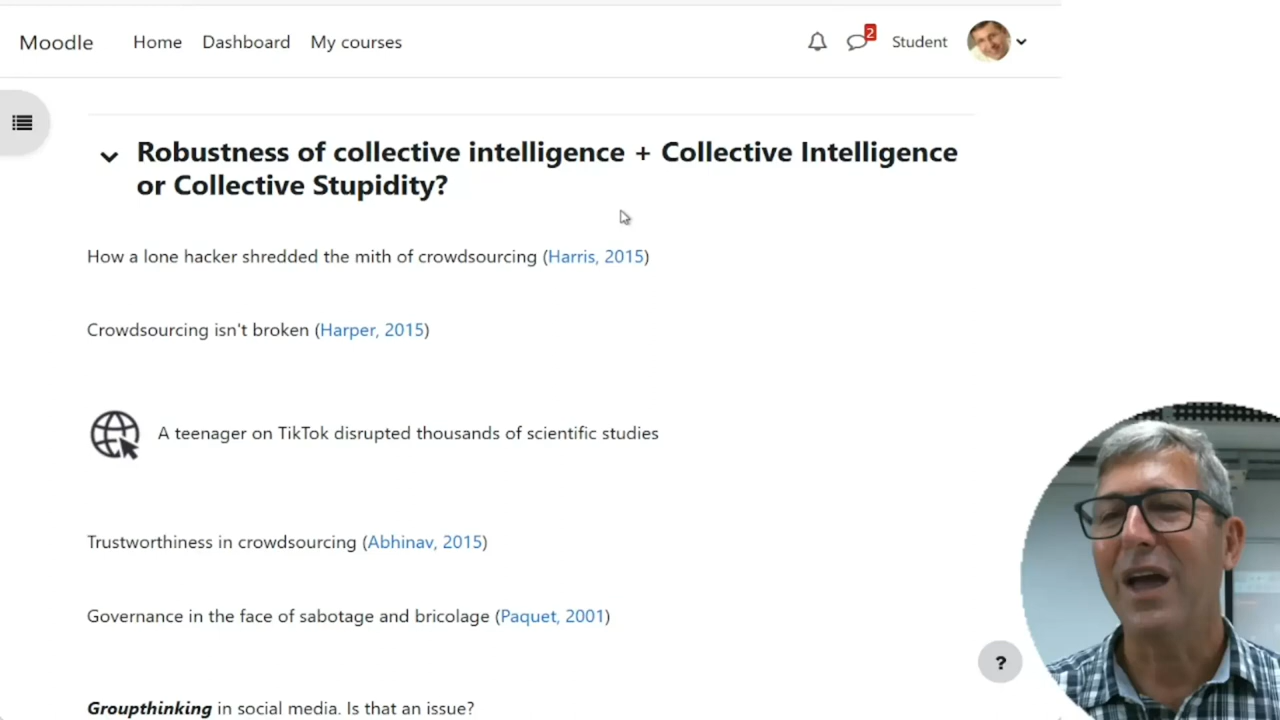 Moodle Home Dashboard My courses 2 Student
Robustness of collective intelligence + Collective Intelligence
or Collective Stupidity?
How a lone hacker shredded the mith of crowdsourcing (Harris, 2015)
Crowdsourcing isn't broken (Harper, 2015)
A teenager on TikTok disrupted thousands of scientific studies
Trustworthiness in crowdsourcing (Abhinav, 2015)
Governance in the face of sabotage and bricolage (Paquet, 2001)
?
Groupthinking in social media. Is that an issue?